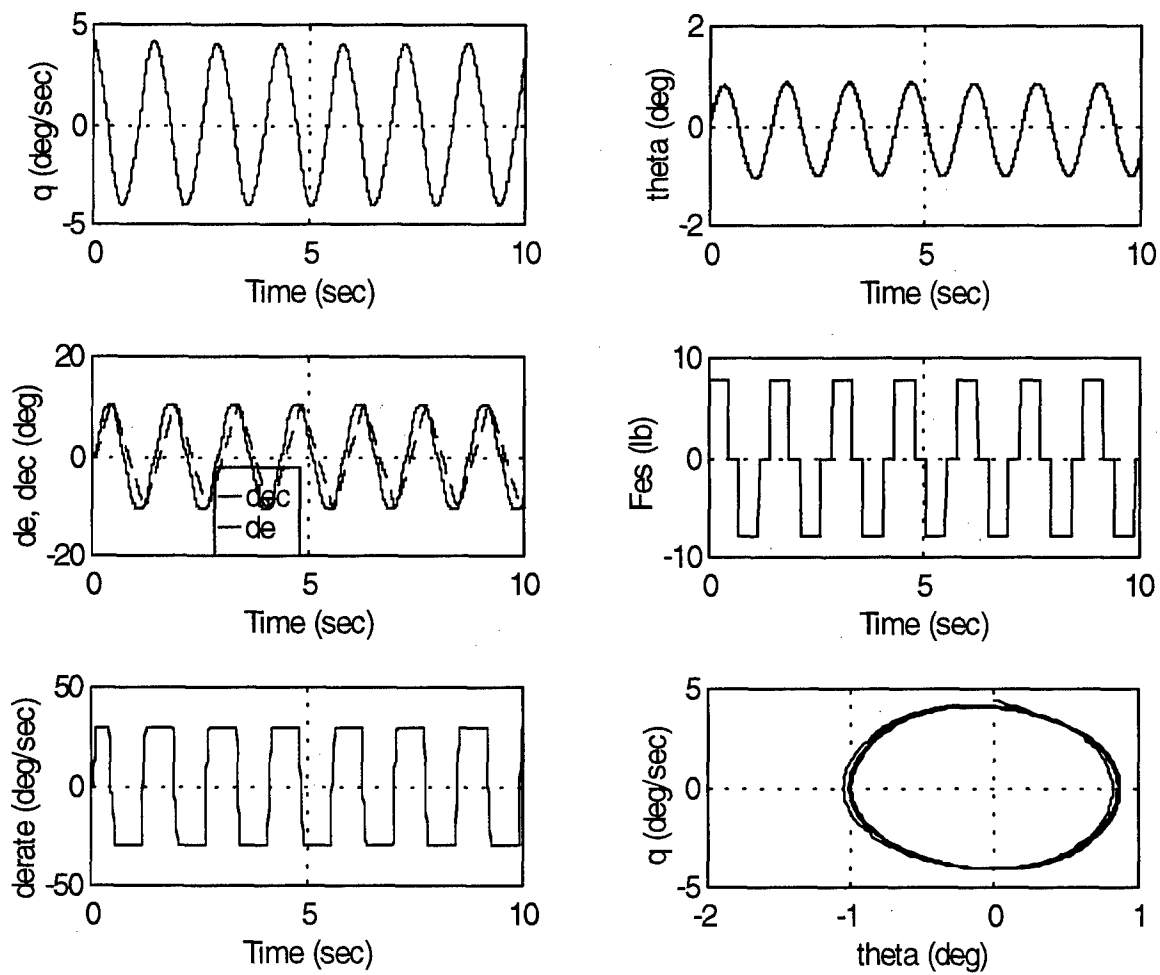 5
0
-5
q (deg/sec)
0
5
10
Time (sec)
2
0
-2
theta (deg)
0
5
10
Time (sec)
20
0
-20
de, dec (deg)
dec
de
0
5
10
Time (sec)
10
0
-10
Fes (lb)
0
5
10
Time (sec)
50
0
-50
derate (deg/sec)
0
5
10
Time (sec)
5
0
-5
q (deg/sec)
-2
-1
0
1
theta (deg)